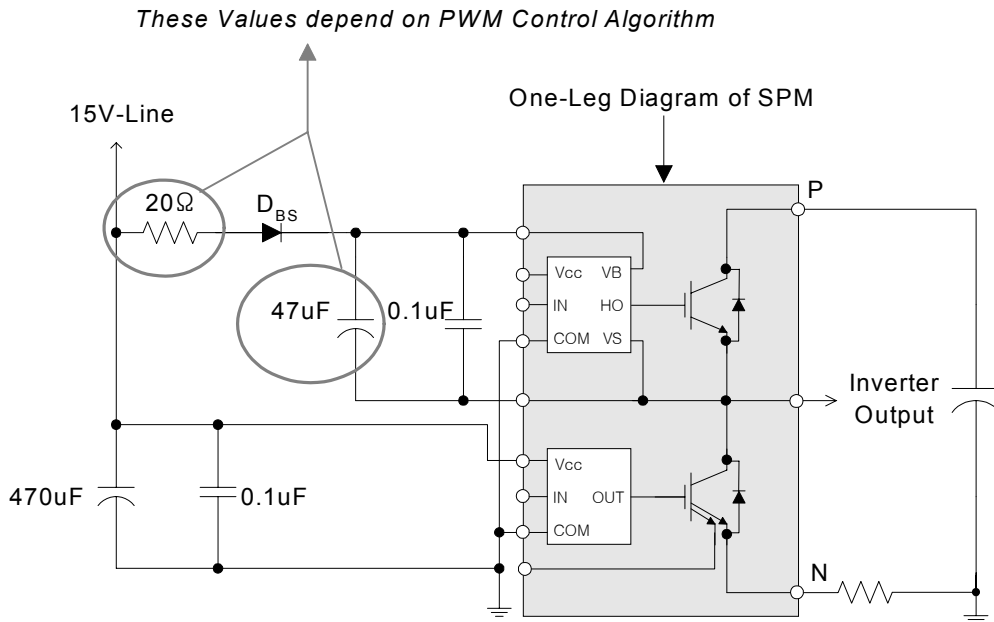 These Values depend on PWM Control Algorithm
One-Leg Diagram of SPM
15V-Line
P
20Ω
DBS
Vcc VB
IN HO
COM VS
47uF
0.1uF
Inverter
Output
Vcc
IN OUT
COM
470uF
0.1uF
N